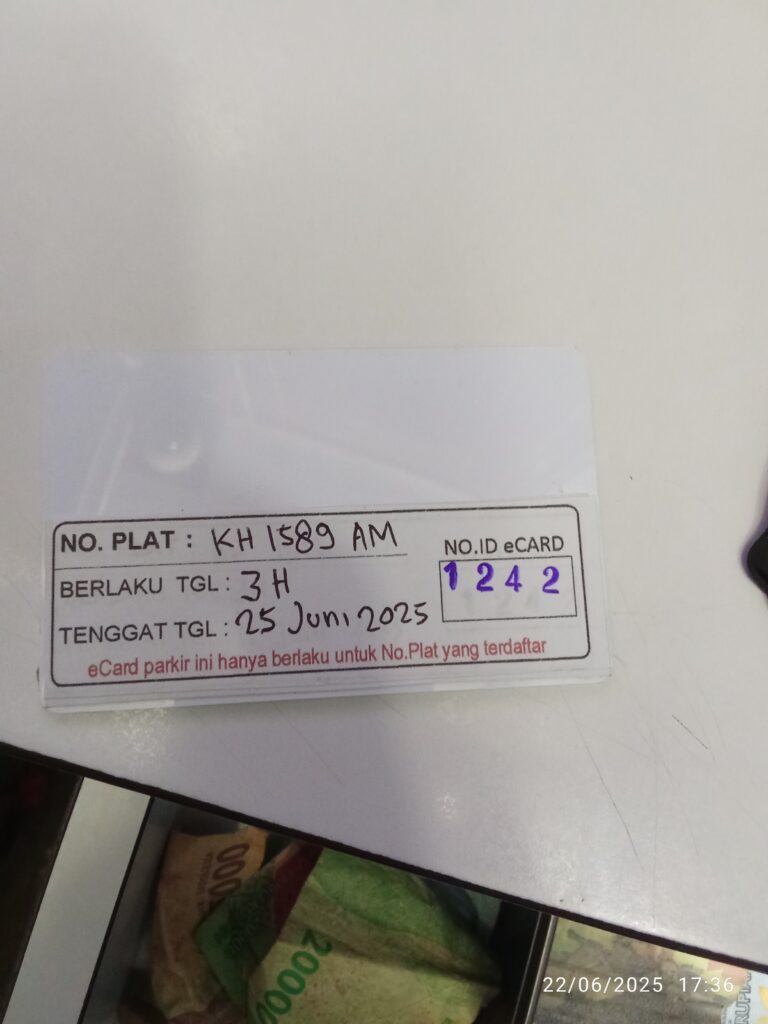 NO. PLAT : KH 1589 AM
NO.ID eCARD
1 2 4 2
BERLAKU TGL : 3 H
TENGGAT TGL : 25 Juni 2025
eCard parkir ini hanya berlaku untuk No.Plat yang terdaftar
20000
22/06/2025 17:36